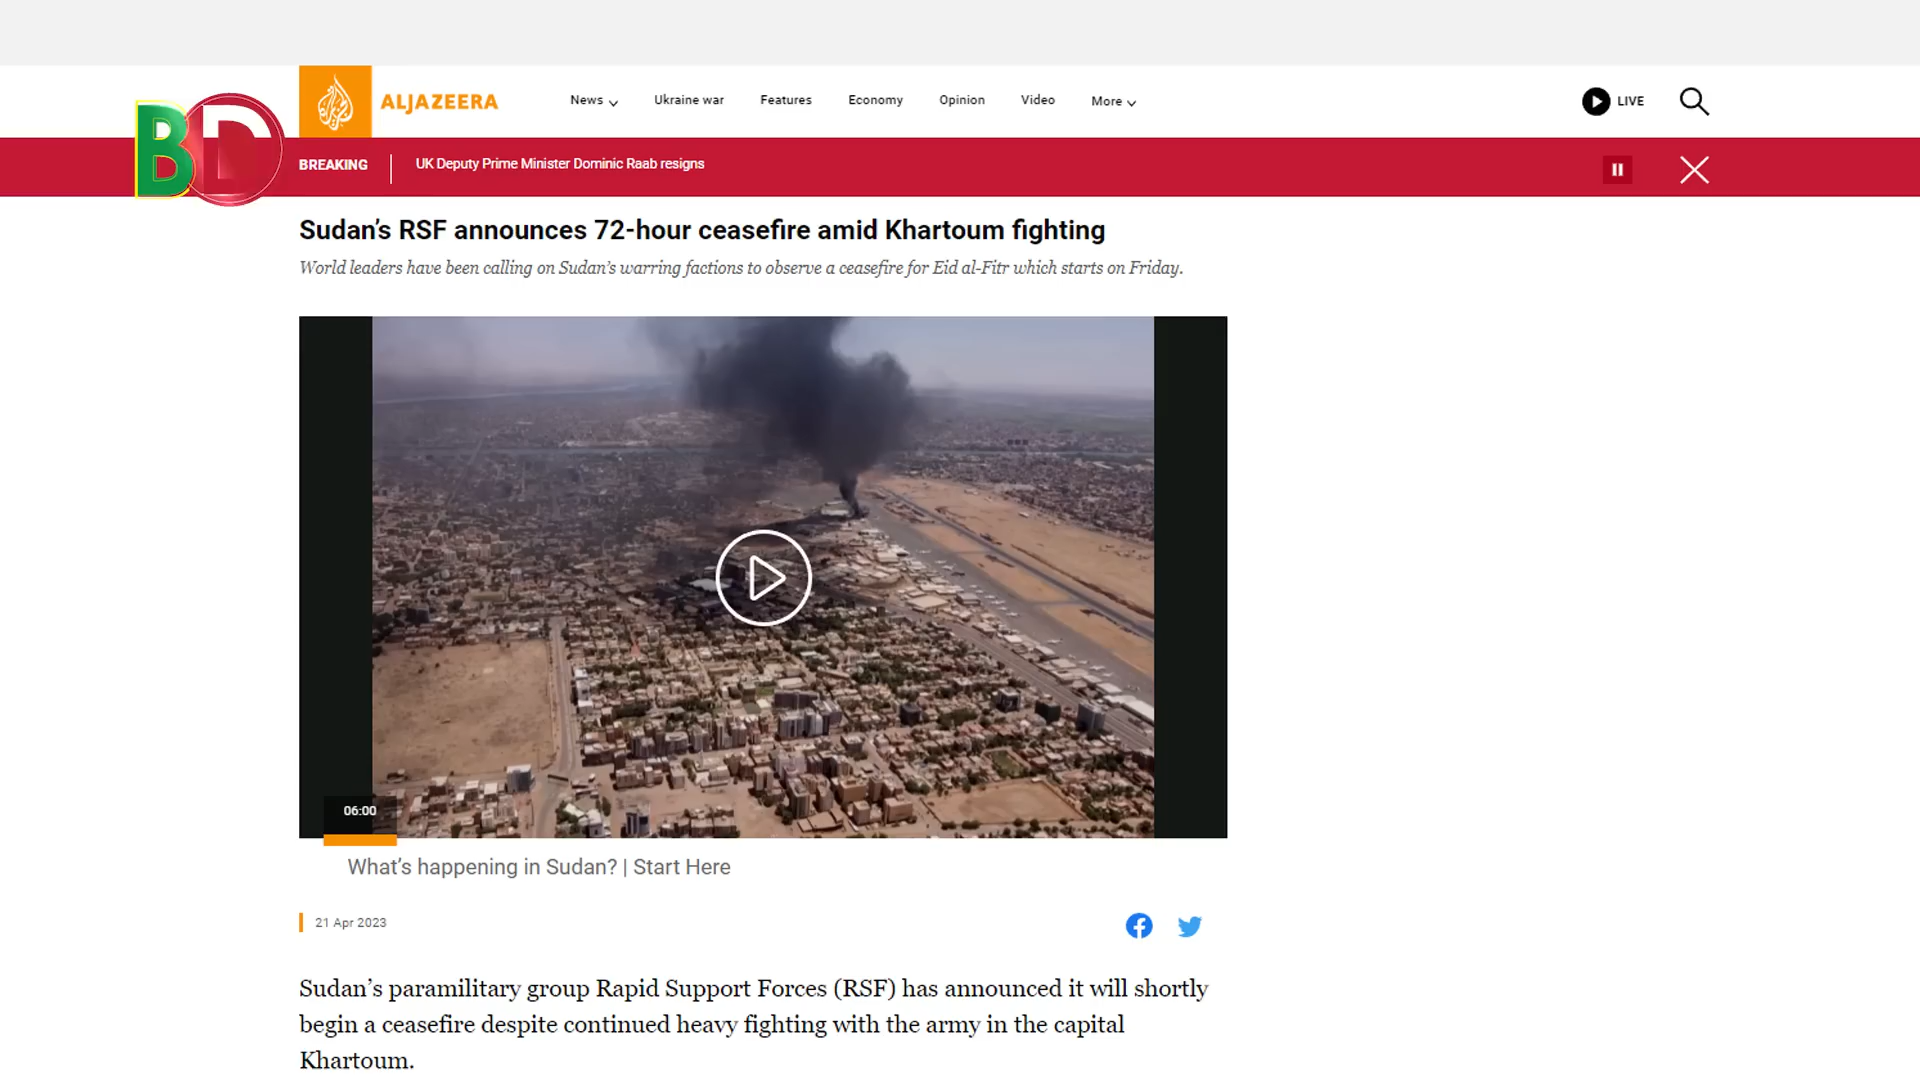 BD
ALJAZEERA
News
Ukraine war
Features
Economy
Opinion
Video
More
LIVE
BREAKING
UK Deputy Prime Minister Dominic Raab resigns
Sudan’s RSF announces 72-hour ceasefire amid Khartoum fighting
World leaders have been calling on Sudan’s warring factions to observe a ceasefire for Eid al-Fitr which starts on Friday.
06:00
What’s happening in Sudan? | Start Here
21 Apr 2023
Sudan’s paramilitary group Rapid Support Forces (RSF) has announced it will shortly
begin a ceasefire despite continued heavy fighting with the army in the capital
Khartoum.